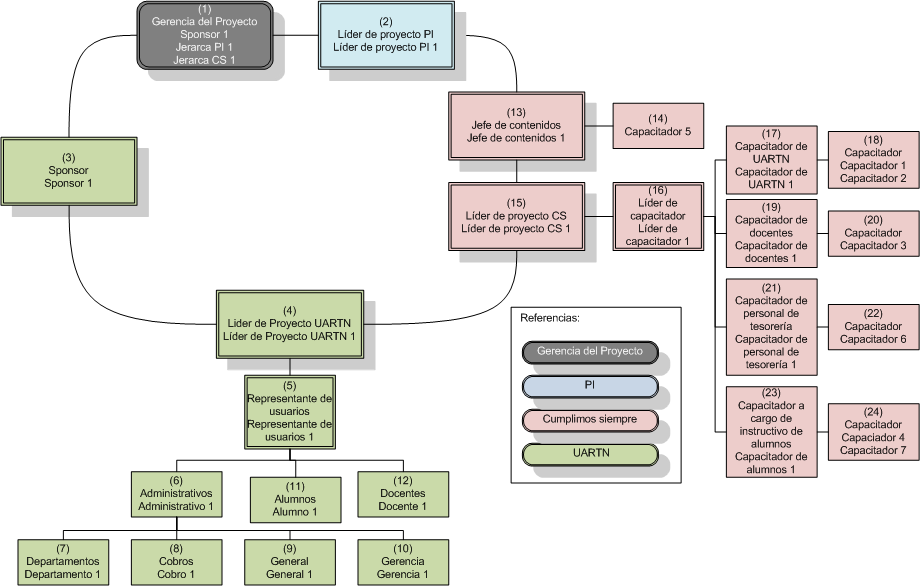 (1)
Gerencia del Proyecto
Sponsor 1
Jerarca PI 1
Jerarca CS 1
(2)
Líder de proyecto PI
Líder de proyecto PI 1
(3)
Sponsor
Sponsor 1
(13)
Jefe de contenidos
Jefe de contenidos 1
(14)
Capacitador 5
(15)
Líder de proyecto CS
Líder de proyecto CS 1
(16)
Líder de
capacitador
Líder de
capacitador 1
(17)
Capacitador de
UARTN
Capacitador de
UARTN 1
(18)
Capacitador
Capacitador 1
Capacitador 2
(19)
Capacitador de
docentes
Capacitador de
docentes 1
(20)
Capacitador
Capacitador 3
(21)
Capacitador de
personal de
tesorería
Capacitador de
personal de
tesorería 1
(22)
Capacitador
Capacitador 6
(23)
Capacitador a
cargo de
instructivo de
alumnos
Capacitador de
alumnos 1
(24)
Capacitador
Capaciador 4
Capacitador 7
(4)
Lider de Proyecto UARTN
Líder de Proyecto UARTN 1
(5)
Representante de
usuarios
Representante de
usuarios 1
(6)
Administrativos
Administrativo 1
(11)
Alumnos
Alumno 1
(12)
Docentes
Docente 1
(7)
Departamentos
Departamento 1
(8)
Cobros
Cobro 1
(9)
General
General 1
(10)
Gerencia
Gerencia 1
Referencias:
Gerencia del Proyecto
PI
Cumplimos siempre
UARTN